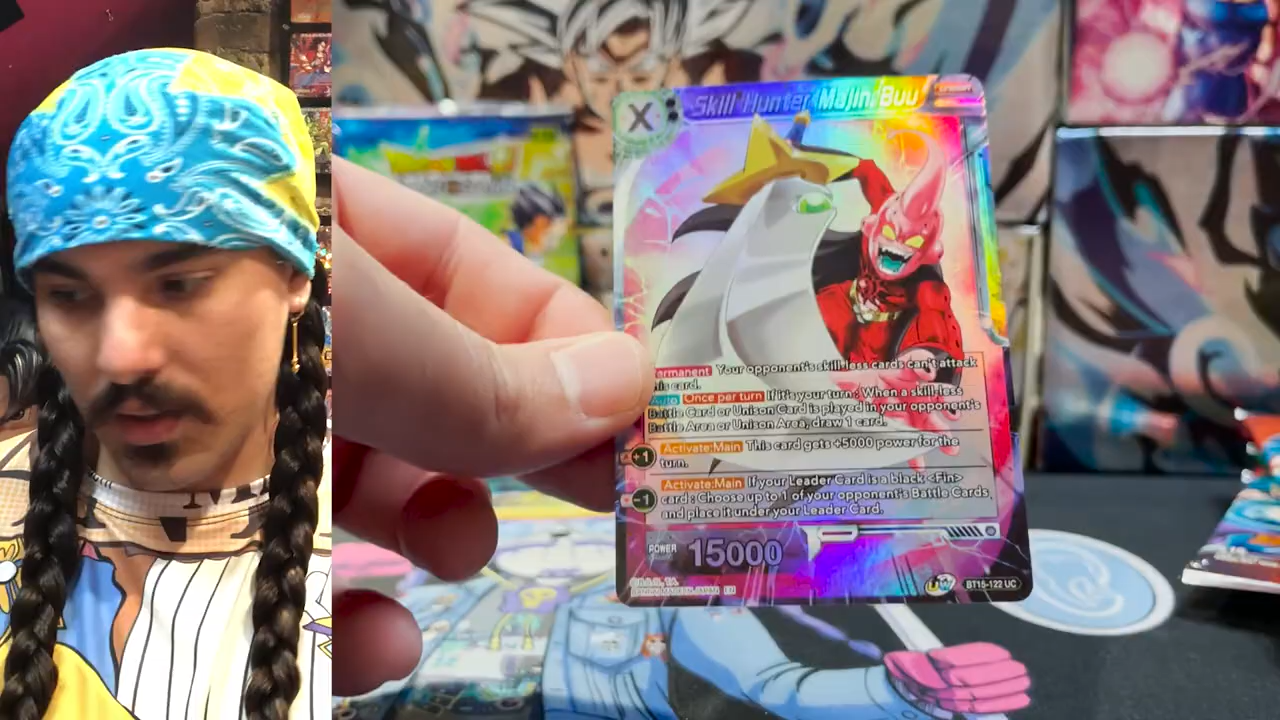 X
Skill Hunter Majin Buu
UNISON
ermanent Your opponent's skill-less cards can't attack
his card.
Auto Once per turn If it's your turn: When a skill-less
Battle Card or Unison Card is played in your opponent's
Battle Area or Unison Area, draw 1 card.
+1 Activate:Main This card gets +5000 power for the
turn.
-1 Activate:Main If your Leader Card is a black <Fin>
card: Choose up to 1 of your opponent's Battle Cards,
and place it under your Leader Card.
POWER 15000
UW BT15-122 UC